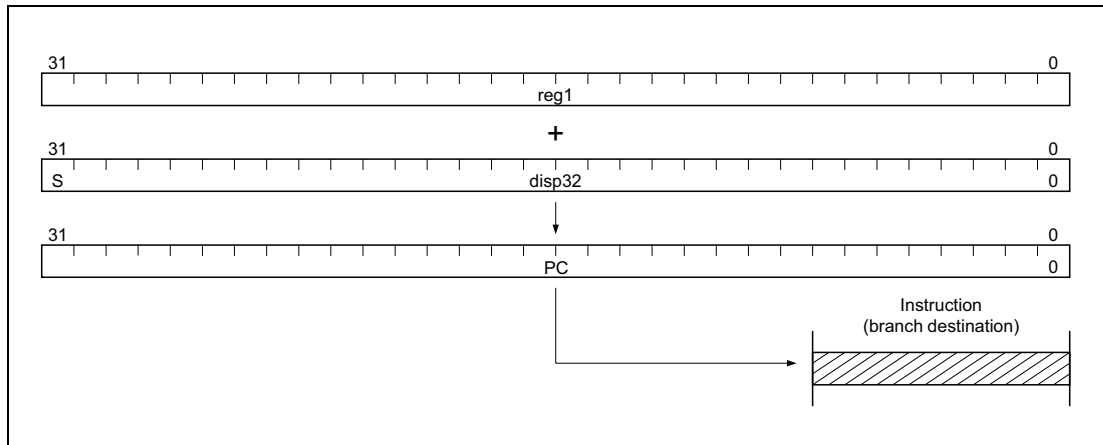 31 0
reg1
+
31 0
S disp32 0
31 0
PC 0
Instruction
(branch destination)